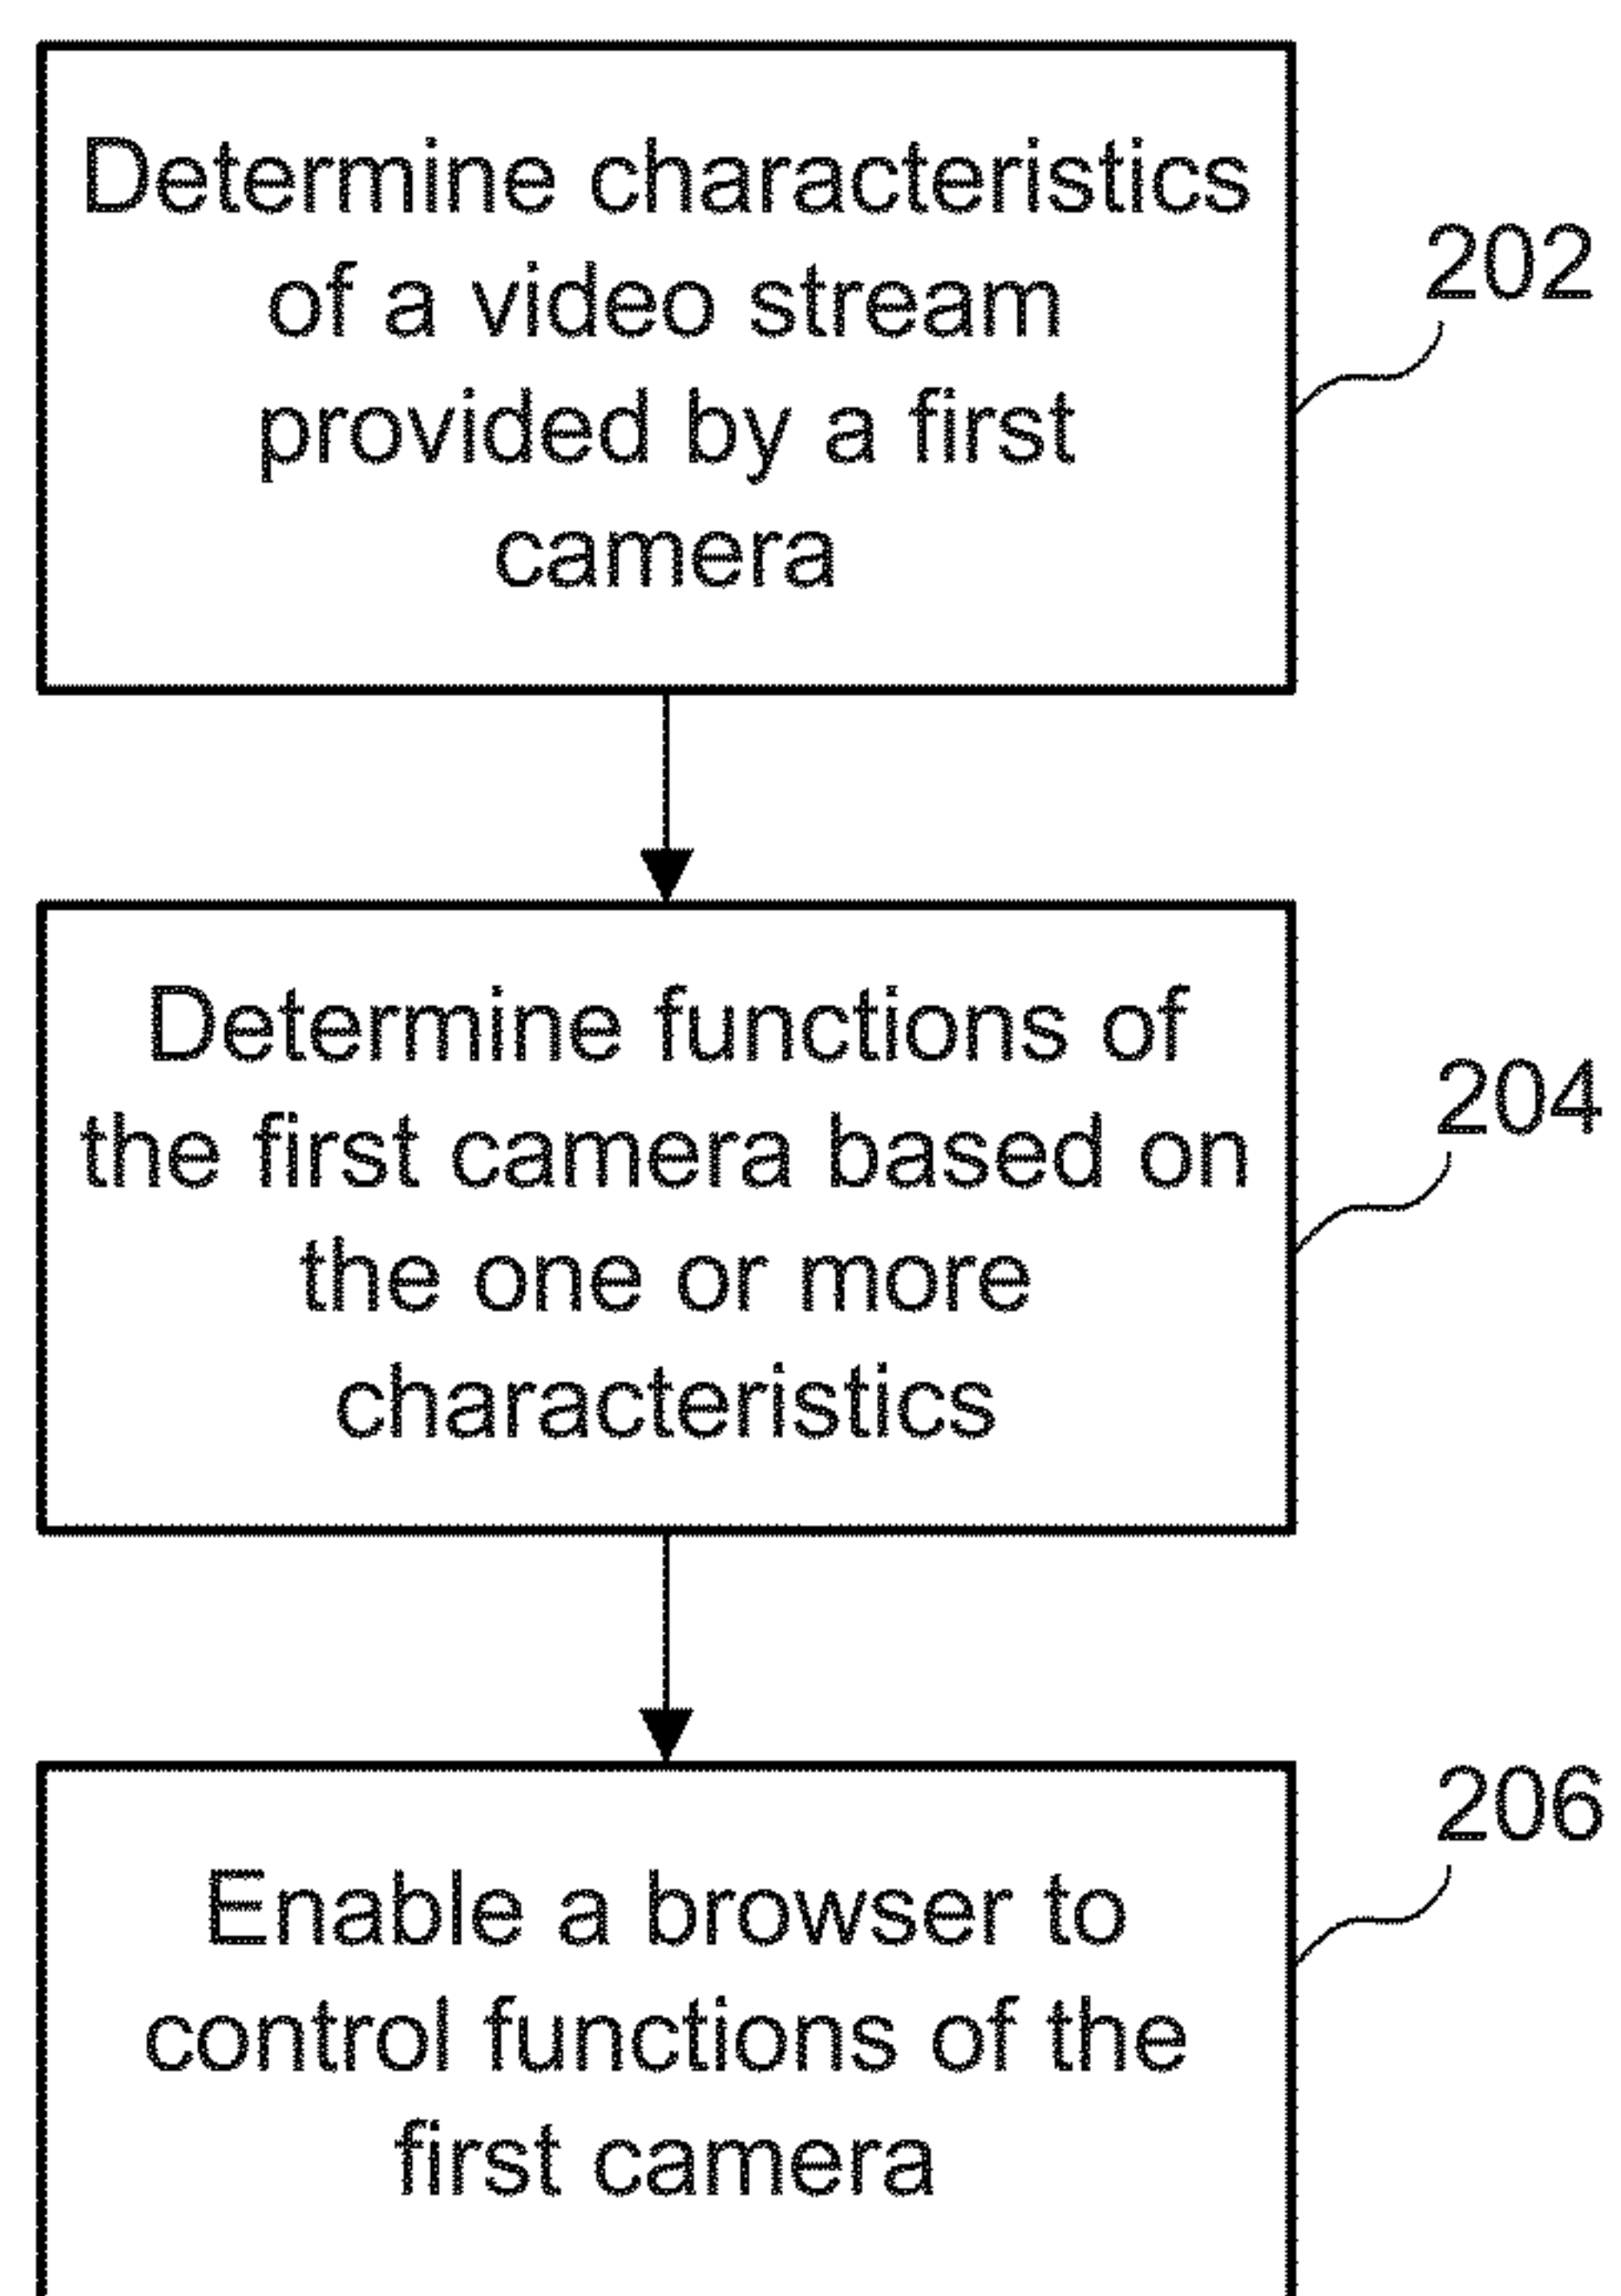 Determine characteristics
of a video stream
provided by a first
camera
202
Determine functions of
the first camera based on
the one or more
characteristics
204
Enable a browser to
control functions of the
first camera
206